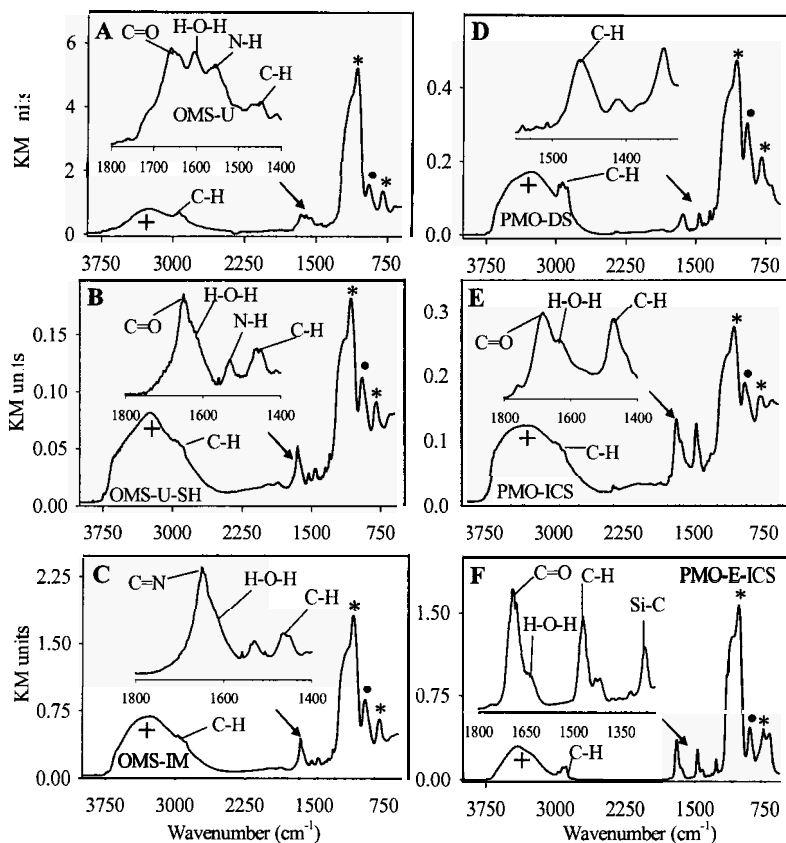 A
C=O
H-O-H
N-H
C-H
OMS-U
1800 1700 1600 1500 1400
C-H
KM nits
6
4
2
0
3750 3000 2250 1500 750
*
•
*
+
B
C=O
H-O-H
N-H
C-H
1800 1600 1400
C-H
OMS-U-SH
KM units
0.15
0.10
0.05
0.00
3750 3000 2250 1500 750
*
•
*
+
C
C=N
H-O-H
C-H
1800 1600 1400
C-H
OMS-IM
KM units
2.25
1.50
0.75
0.00
3750 3000 2250 1500 750
Wavenumber (cm⁻¹)
*
•
*
+
D
C-H
1500 1400
C-H
PMO-DS
0.4
0.2
0.0
3750 3000 2250 1500 750
*
•
*
+
E
C=O
H-O-H
C-H
1800 1600 1400
C-H
PMO-ICS
0.3
0.2
0.1
0.0
3750 3000 2250 1500 750
*
•
*
+
F
C=O
H-O-H
C-H
Si-C
PMO-E-ICS
1800 1650 1500 1350
C-H
1.50
0.75
0.00
3750 3000 2250 1500 750
Wavenumber (cm⁻¹)
*
•
*
+